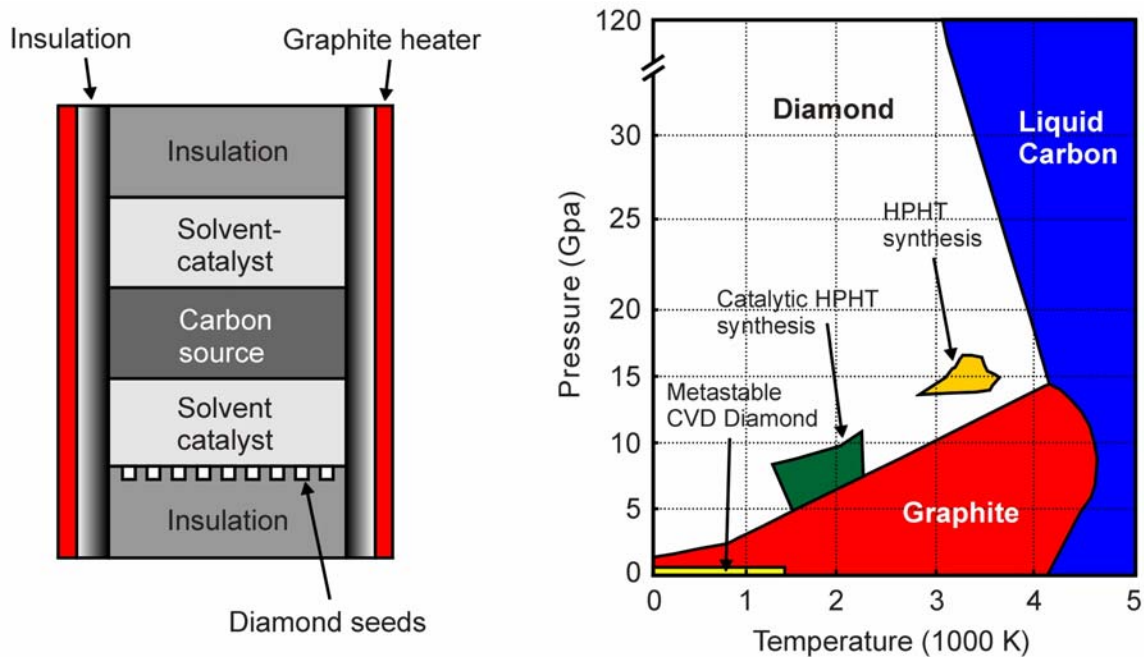 Insulation
Graphite heater
Insulation
Solvent-
catalyst
Carbon
source
Solvent
catalyst
Insulation
Diamond seeds
Pressure (Gpa)
120
30
25
20
15
10
5
0
Diamond
Liquid
Carbon
HPHT
synthesis
Catalytic HPHT
synthesis
Metastable
CVD Diamond
Graphite
0 1 2 3 4 5
Temperature (1000 K)